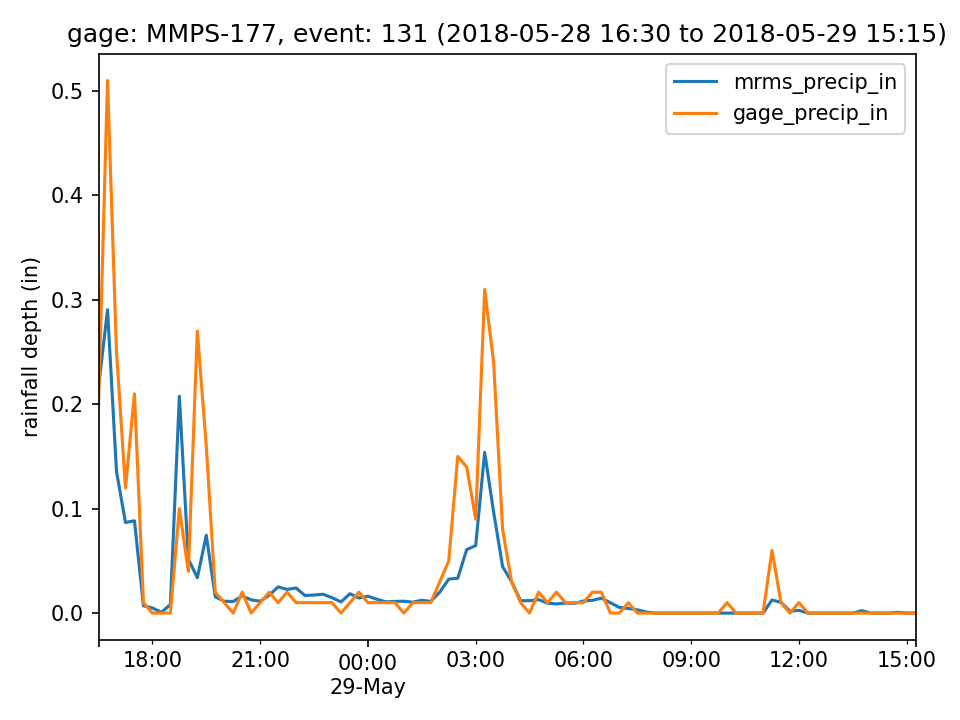 gage: MMPS-177, event: 131 (2018-05-28 16:30 to 2018-05-29 15:15)
mrms_precip_in
gage_precip_in
rainfall depth (in)
0.5
0.4
0.3
0.2
0.1
0.0
18:00 21:00 00:00 03:00 06:00 09:00 12:00 15:00
29-May